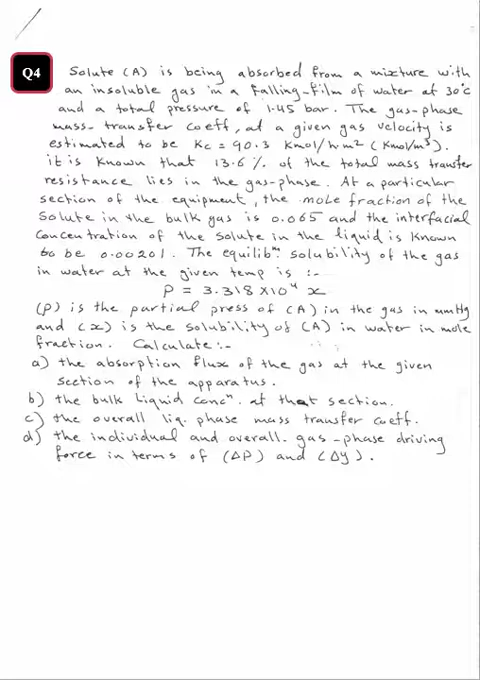 Q4
Solute (A) is being absorbed from a mixture with
an insoluble gas in a falling-film of water at 30°C
and a total pressure of 1.45 bar. The gas-phase
mass-transfer coeff, at a given gas velocity is
estimated to be Kc = 90.3 Kmol/h m² (Kmol/m³).
it is known that 13.6% of the total mass transfer
resistance lies in the gas-phase. At a particular
section of the equipment, the mole fraction of the
Solute in the bulk gas is 0.065 and the interfacial
Concentration of the Solute in the liquid is known
to be 0.00201. The equilibᵐ solubility of the gas
in water at the given temp is :-
P = 3.318 x10⁴ x
(P) is the partial press of (A) in the gas in mmHg
and (x) is the solubility of (A) in water in mole
fraction. Calculate :-
a) the absorption flux of the gas at the given
section of the apparatus.
b) the bulk Liquid concⁿ. at that section.
c) the overall liq. phase mass transfer coeff.
d) the individual and overall. gas-phase driving
force in terms of (ΔP) and (Δy).